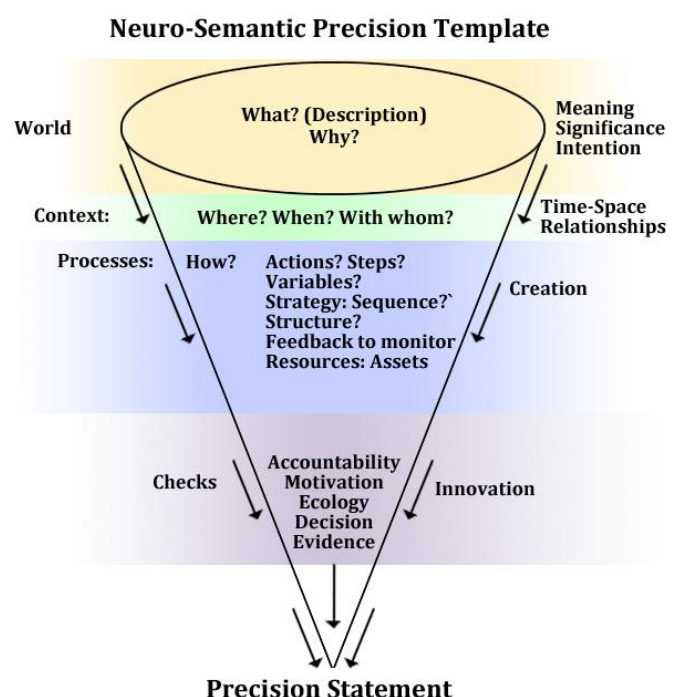 Neuro-Semantic Precision Template
What? (Description)
Why?
World
Meaning
Significance
Intention
Context:
Where? When? With whom?
Time-Space
Relationships
Processes:
How?
Actions? Steps?
Variables?
Strategy: Sequence?`
Structure?
Feedback to monitor
Resources: Assets
Creation
Checks
Accountability
Motivation
Ecology
Decision
Evidence
Innovation
Precision Statement